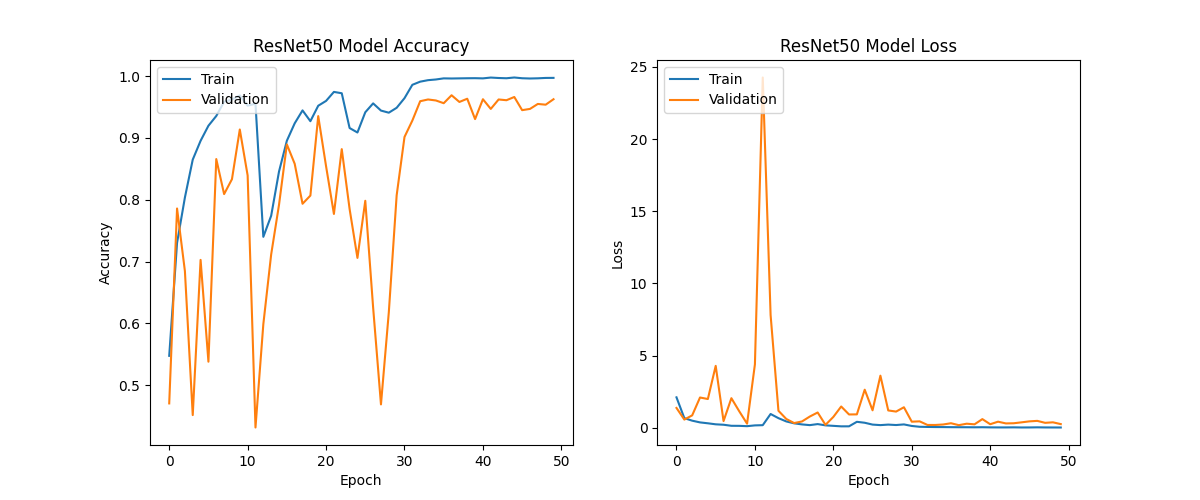 ResNet50 Model Accuracy
Train
Validation
1.0
0.9
0.8
0.7
0.6
0.5
Accuracy
0
10
20
30
40
50
Epoch
ResNet50 Model Loss
Train
Validation
25
20
15
10
5
0
Loss
0
10
20
30
40
50
Epoch